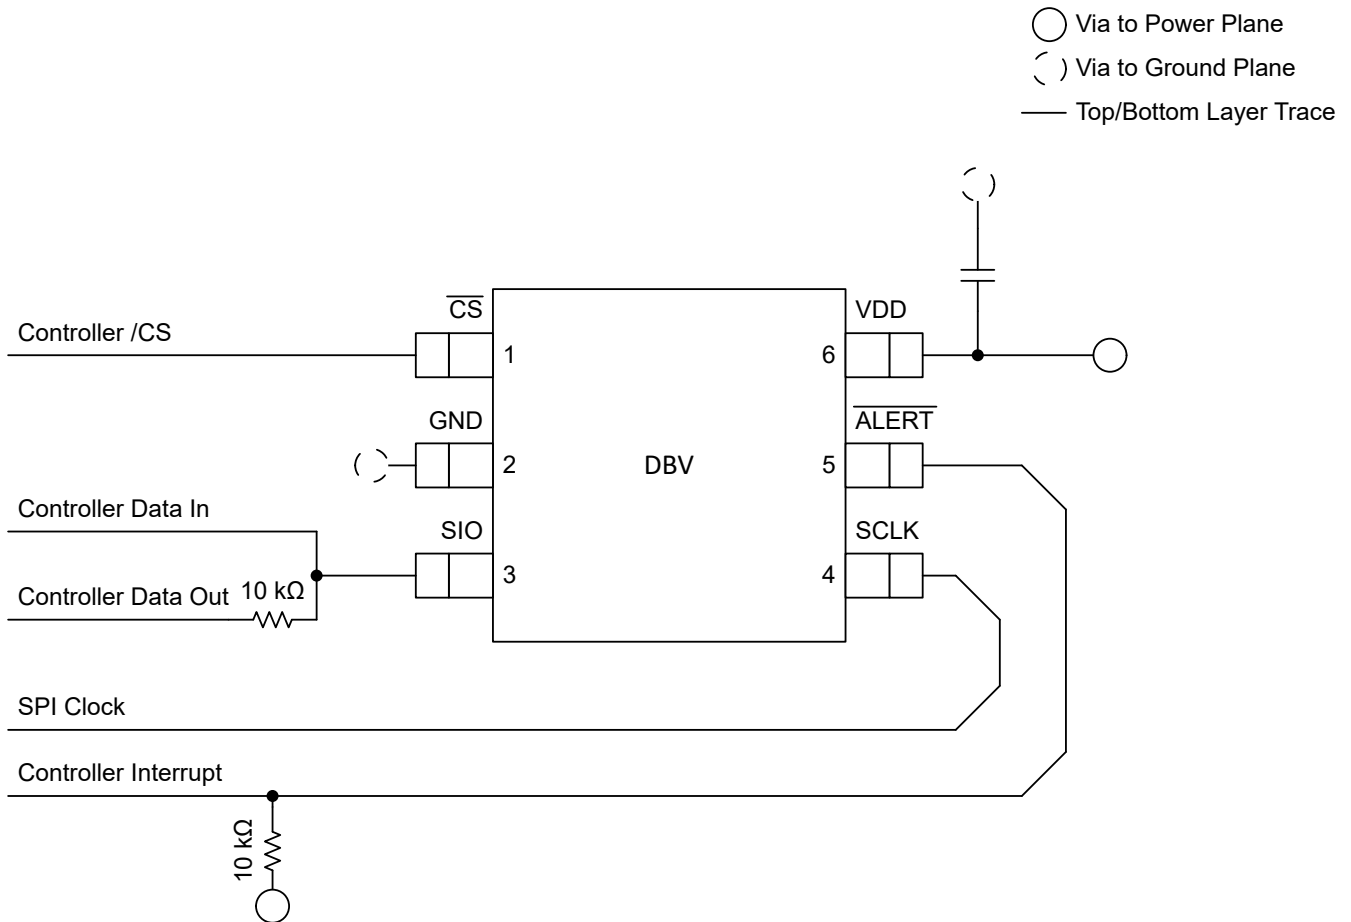 Via to Power Plane
Via to Ground Plane
Top/Bottom Layer Trace
CS
VDD
Controller /CS
1
6
GND
ALERT
2
DBV
5
Controller Data In
SIO
SCLK
3
4
Controller Data Out
10 kΩ
SPI Clock
Controller Interrupt
10 kΩ